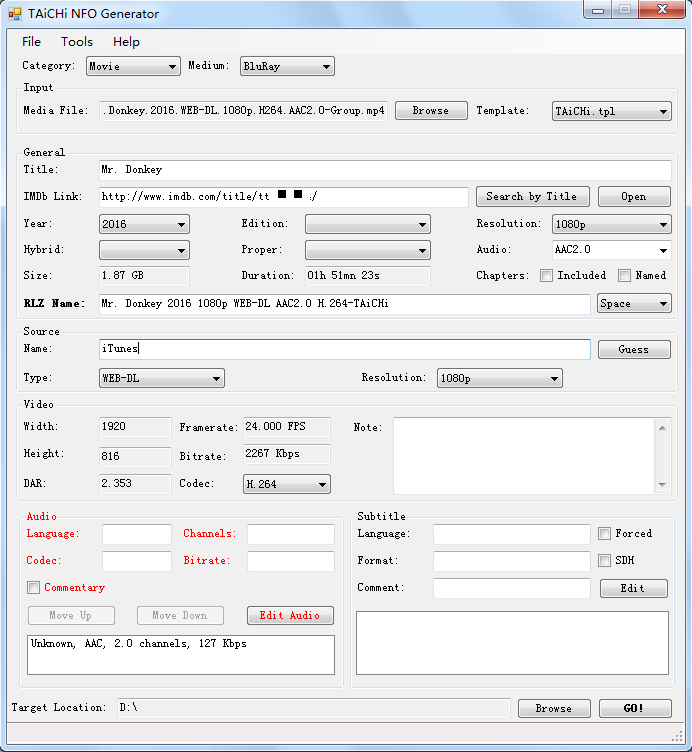 TAiCHi NFO Generator
File Tools Help
Category: Movie Medium: BluRay
Input
Media File: .Donkey.2016.WEB-DL.1080p.H264.AAC2.0-Group.mp4 Browse Template: TAiCHi.tpl
General
Title: Mr. Donkey
IMDb Link: http://www.imdb.com/title/tt ■ ■ :/ Search by Title Open
Year: 2016 Edition: Resolution: 1080p
Hybrid: Proper: Audio: AAC2.0
Size: 1.87 GB Duration: 01h 51mn 23s Chapters: Included Named
RLZ Name: Mr. Donkey 2016 1080p WEB-DL AAC2.0 H.264-TAiCHi Space
Source
Name: iTunes Guess
Type: WEB-DL Resolution: 1080p
Video
Width: 1920 Framerate: 24.000 FPS Note:
Height: 816 Bitrate: 2267 Kbps
DAR: 2.353 Codec: H.264
Audio Subtitle
Language: Channels: Language: Forced
Codec: Bitrate: Format: SDH
Commentary Comment: Edit
Move Up Move Down Edit Audio
Unknown, AAC, 2.0 channels, 127 Kbps
Target Location: D:\ Browse GO!